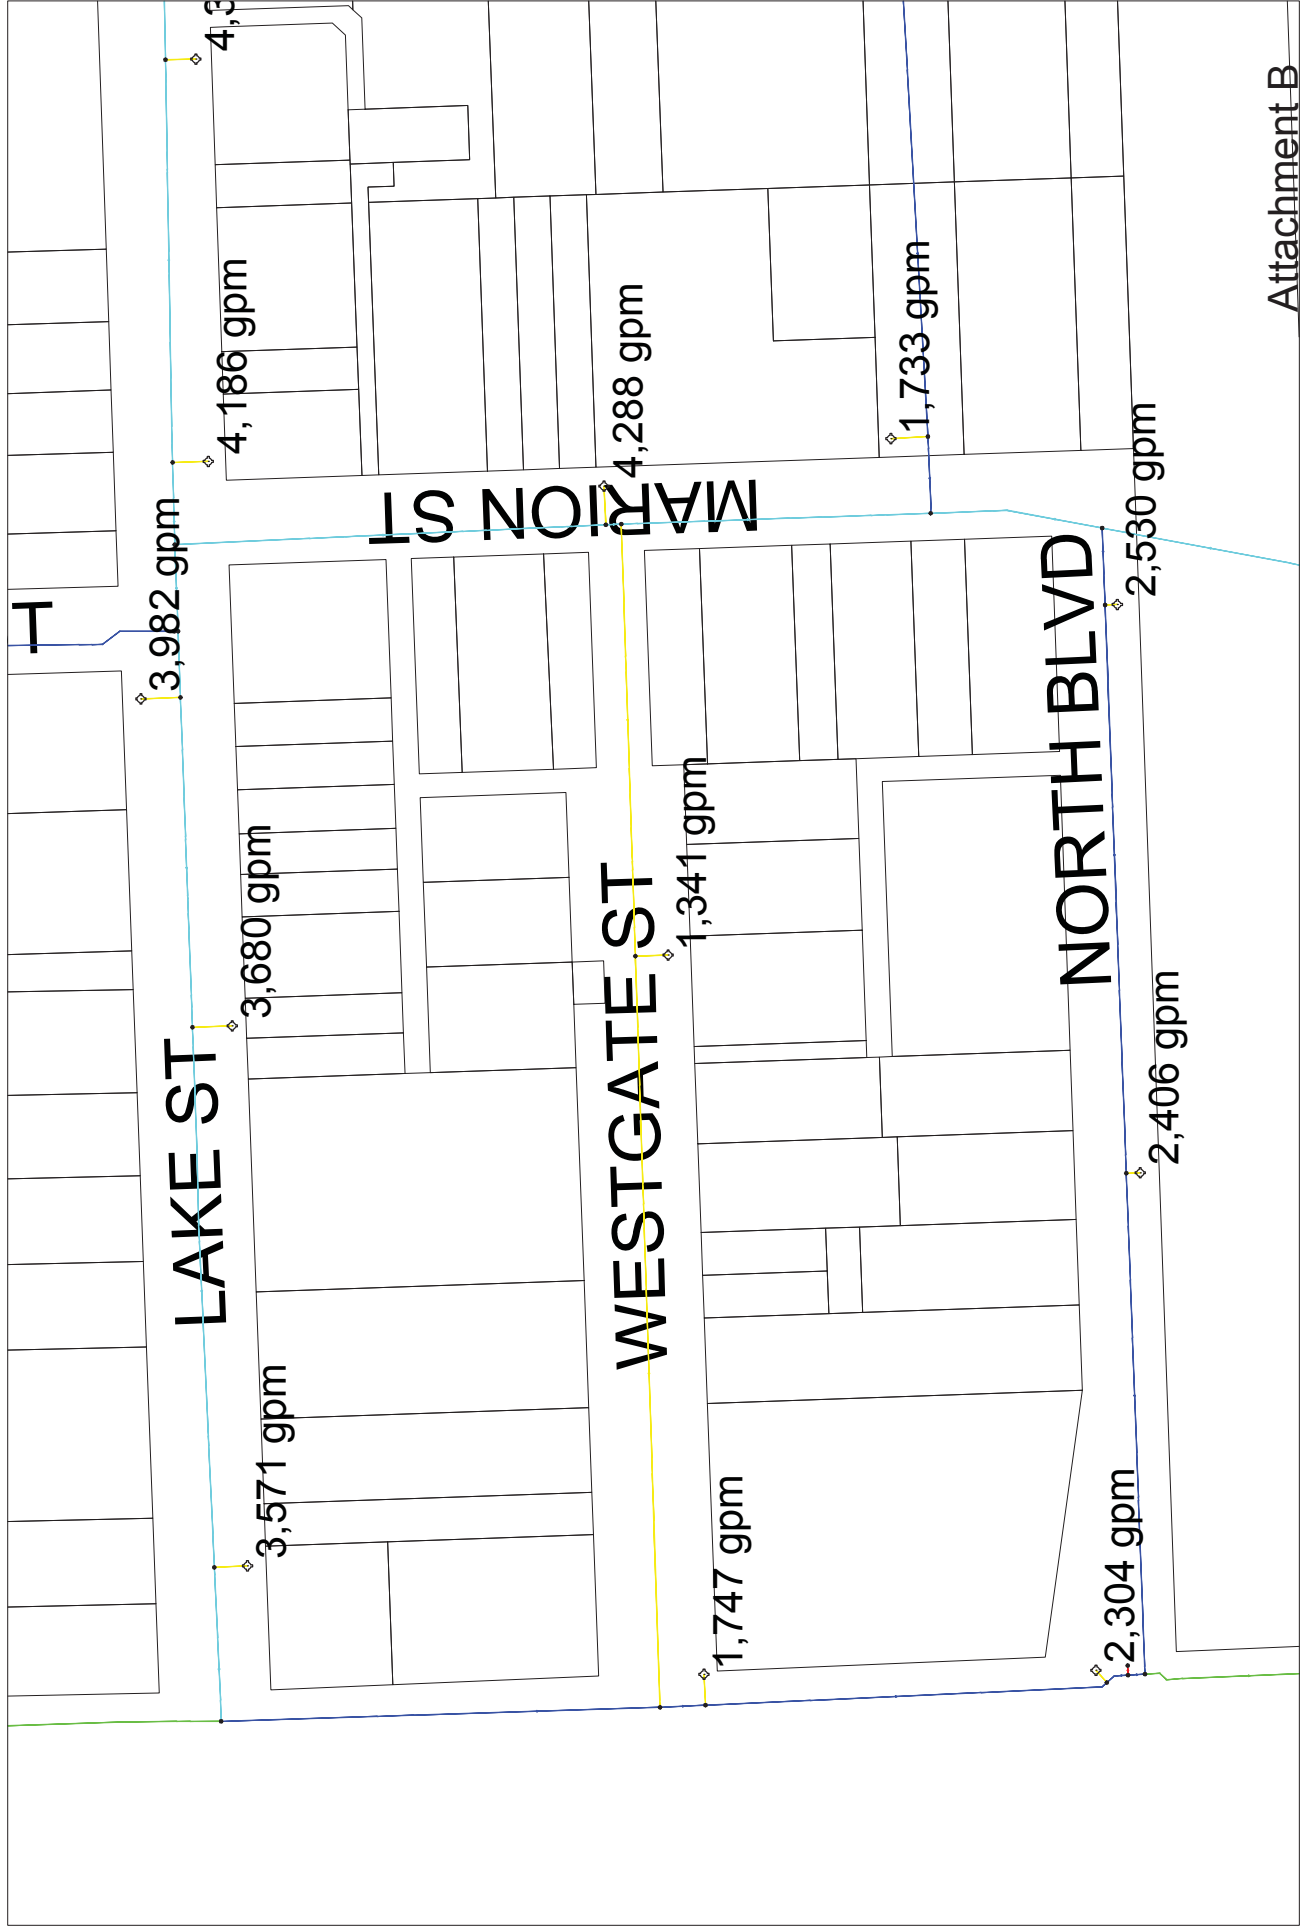 4,3
4,186 gpm
3,982 gpm
T
3,680 gpm
LAKE ST
3,571 gpm
4,288 gpm
MARION ST
1,341 gpm
WESTGATE ST
1,747 gpm
1,733 gpm
2,530 gpm
NORTH BLVD
2,406 gpm
2,304 gpm
Attachment B